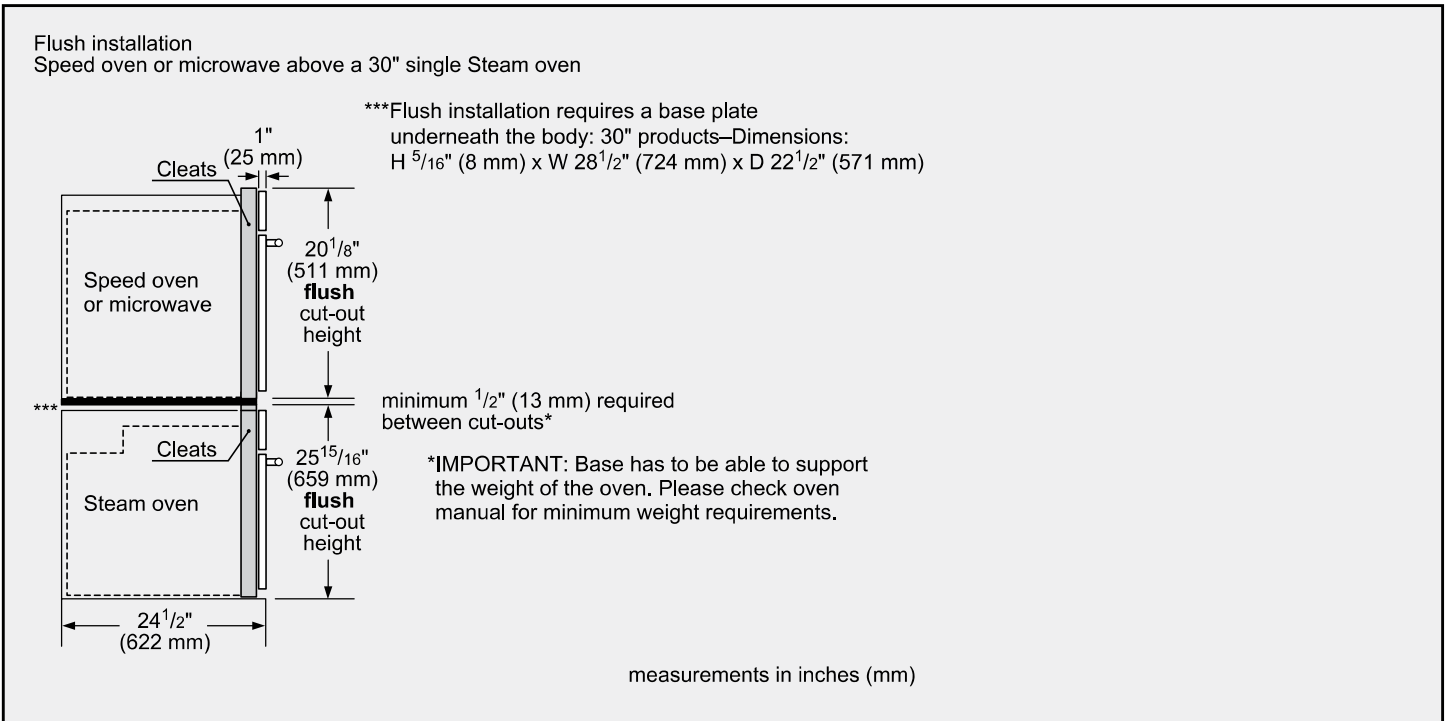 Flush installation
Speed oven or microwave above a 30" single Steam oven
***Flush installation requires a base plate
underneath the body: 30" products–Dimensions:
H 5/16" (8 mm) x W 28 1/2" (724 mm) x D 22 1/2" (571 mm)
1"
(25 mm)
Cleats
20 1/8"
(511 mm)
flush
cut-out
height
Speed oven
or microwave
***
minimum 1/2" (13 mm) required
between cut-outs*
Cleats
25 15/16"
(659 mm)
flush
cut-out
height
Steam oven
*IMPORTANT: Base has to be able to support
the weight of the oven. Please check oven
manual for minimum weight requirements.
24 1/2"
(622 mm)
measurements in inches (mm)